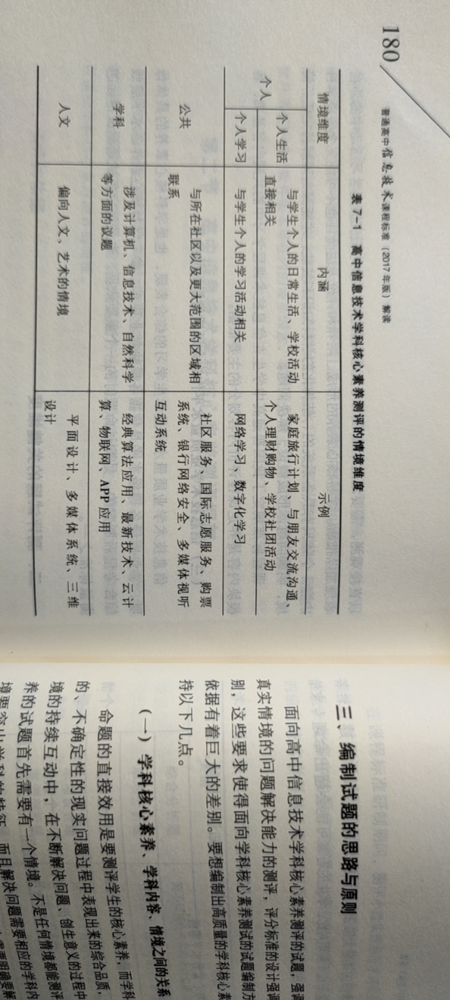 180
普通高中信息技术课程标准（2017年版）解读
表 7-1 高中信息技术学科核心素养测评的情境维度
情境维度 内涵 示例
个人
个人生活
与学生个人的日常生活、学校活动
直接相关
家庭旅行计划、与朋友交流沟通、
个人理财购物、学校社团活动
个人学习
与学生个人的学习活动相关
网络学习、数字化学习
公共
与所在社区以及更大范围的区域相
联系
社区服务、国际志愿服务、购票
系统、银行网络安全、多媒体视听
互动系统
学科
涉及计算机、信息技术、自然科学
等方面的议题
经典算法应用、最新技术、云计
算、物联网、APP 应用
人文
偏向人文、艺术的情境
平面设计、多媒体系统、三维
设计
三、编制试题的思路与原则
面向高中信息技术学科核心素养测评的试题，强调
真实情境的问题解决能力的测评，评分标准的设计强调
别，这些要求使得面向学科核心素养测试的试题编制方
依据有着巨大的差别。要想编制出高质量的学科核心素
持以下几点。
（一）学科核心素养、学科内容、情境之间的关系
命题的直接效用是要测评学生的核心素养，而学科
的、不确定性的现实问题过程中表现出来的综合品质，
境的持续互动中，在不断解决问题、创生意义的过程中
养的试题首先需要有一个情境。不是任何情境都能测评
境要突出学科的特征，而且解决问题需要相应的学科内
需要明确要解